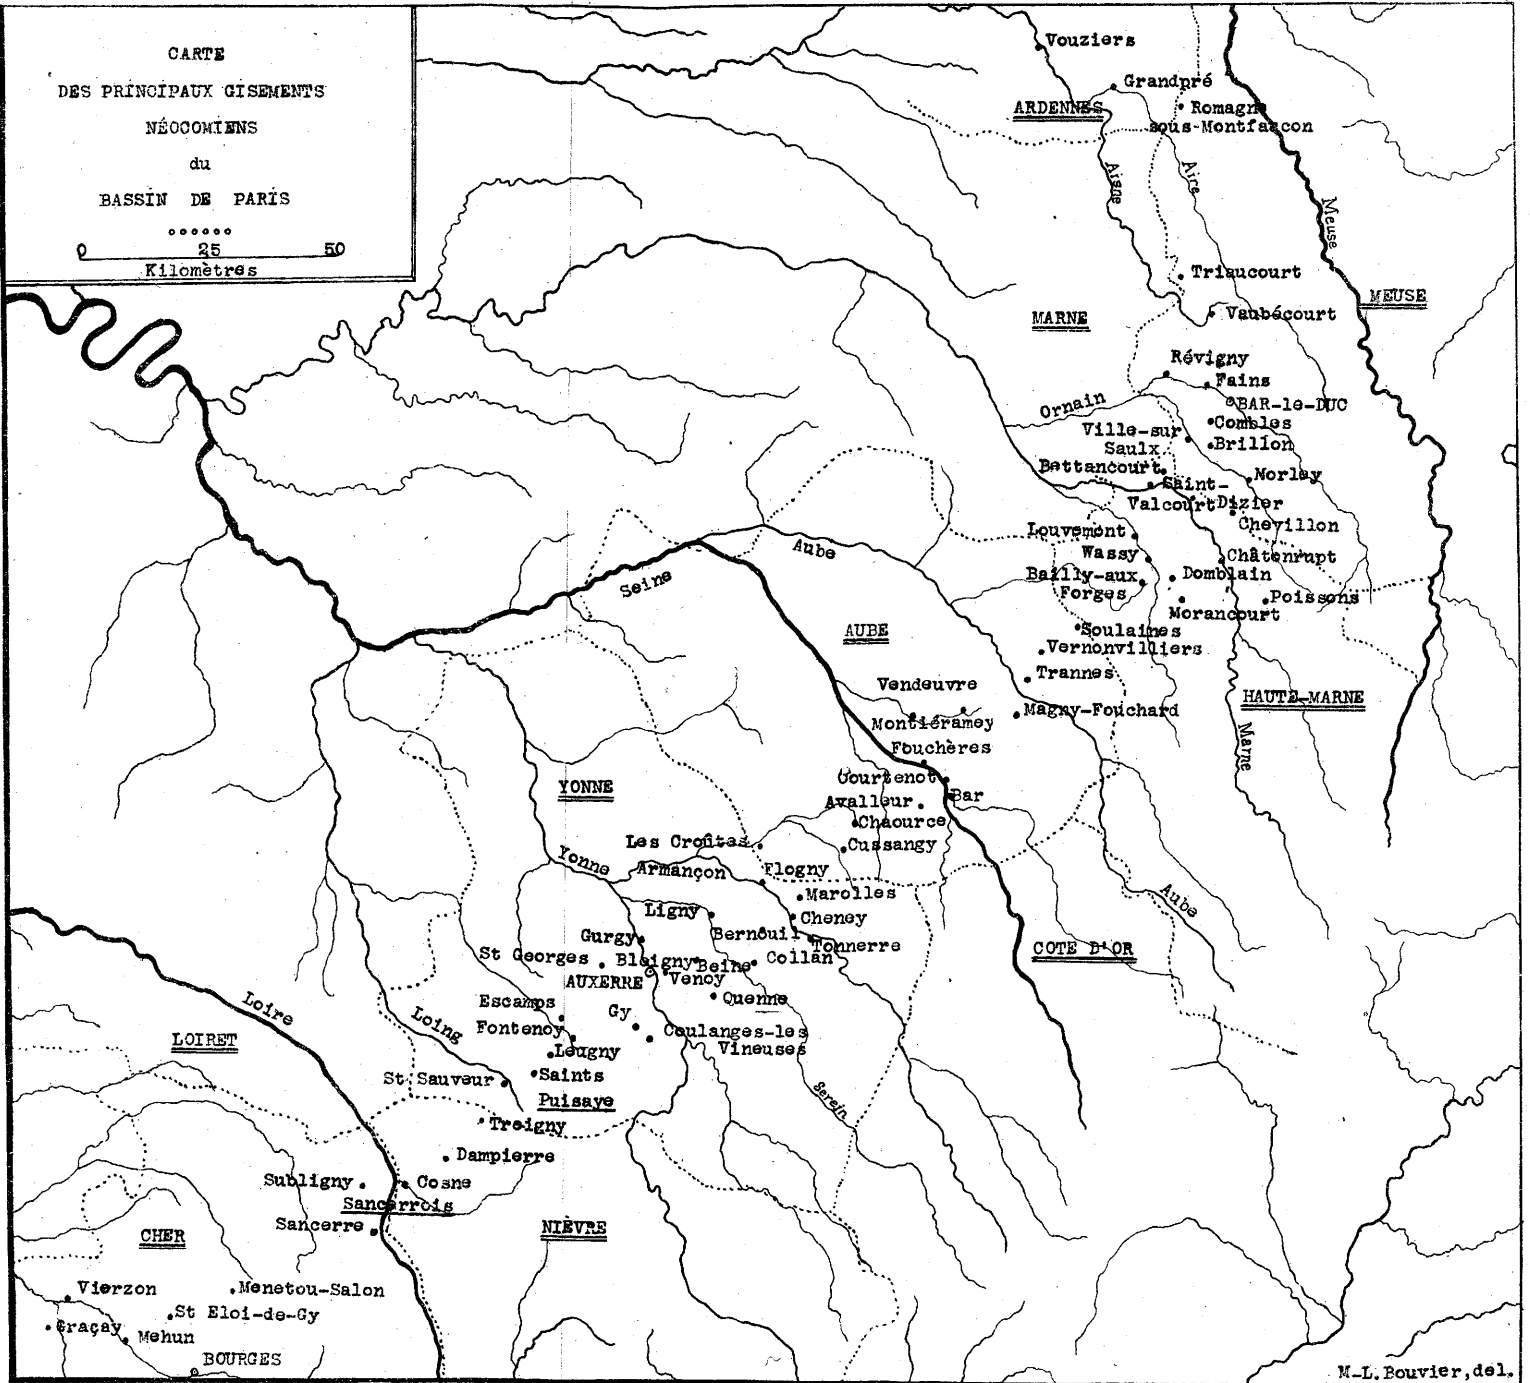 CARTE
DES PRINCIPAUX GISEMENTS
NÉOCOMIENS
du
BASSIN DE PARIS
0 25 50
Kilomètres
Vouziers
Grandpré
ARDENNES
Romagne
sous-Montfaucon
Aisne
Aire
Meuse
Triaucourt
MEUSE
Vaubécourt
MARNE
Révigny
Fains
BAR-le-DUC
Ornain
Combles
Ville-sur
Saulx
Brillon
Bettancourt
Saint-
Dizier
Morley
Valcourt
Chevillon
Louvemont
Aube
Wassy
Châtonrupt
Bailly-aux
Forges
Domblain
Seine
Poissons
Morancourt
AUBE
Soulaines
Vernonvilliers
Trannes
Vendeuvre
HAUTE-MARNE
Magny-Fouchard
Montiéramey
Marne
Fouchères
Courtenot
YONNE
Avalleur
Bar
Chaource
Les Croûtes
Cussangy
Yonne
Armançon
Flogny
Marolles
Aube
Ligny
Cheney
Bernouil
Gurgy
Tonnerre
COTE D'OR
St Georges
Bleigny
Beine
Collan
AUXERRE
Venoy
Quenne
Escamps
Loire
Gy
Loing
Fontenoy
Coulanges-les
Vineuses
LOIRET
Leugny
St Sauveur
Saints
Puisaye
Serein
Treigny
Dampierre
Subligny
Cosne
Sancerrois
Sancerre
NIÈVRE
CHER
Vierzon
Menetou-Salon
St Eloi-de-Gy
Graçay
Mehun
BOURGES
M-L.Bouvier,del.